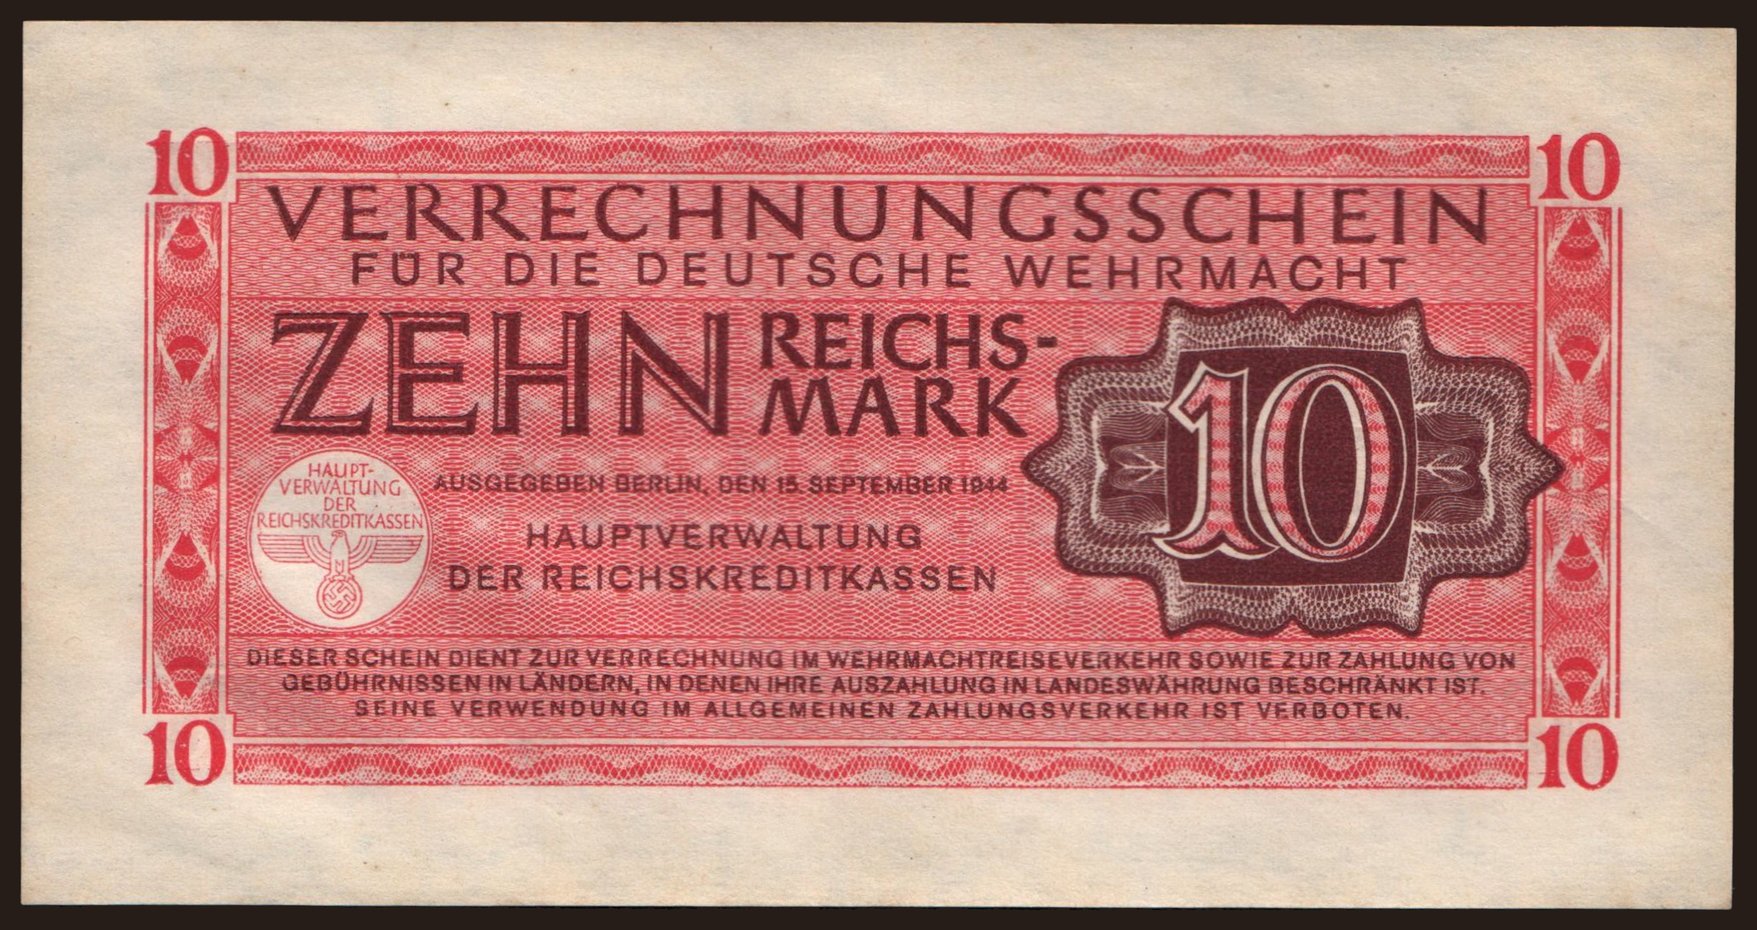 10 10
VERRECHNUNGSSCHEIN
FÜR DIE DEUTSCHE WEHRMACHT
ZEHN REICHS-
MARK
10
HAUPT-
VERWALTUNG
DER
REICHSKREDITKASSEN
AUSGEGEBEN BERLIN, DEN 15. SEPTEMBER 1944
HAUPTVERWALTUNG
DER REICHSKREDITKASSEN
DIESER SCHEIN DIENT ZUR VERRECHNUNG IM WEHRMACHTREISEVERKEHR SOWIE ZUR ZAHLUNG VON
GEBÜHRNISSEN IN LÄNDERN, IN DENEN IHRE AUSZAHLUNG IN LANDESWÄHRUNG BESCHRÄNKT IST.
SEINE VERWENDUNG IM ALLGEMEINEN ZAHLUNGSVERKEHR IST VERBOTEN.
10 10